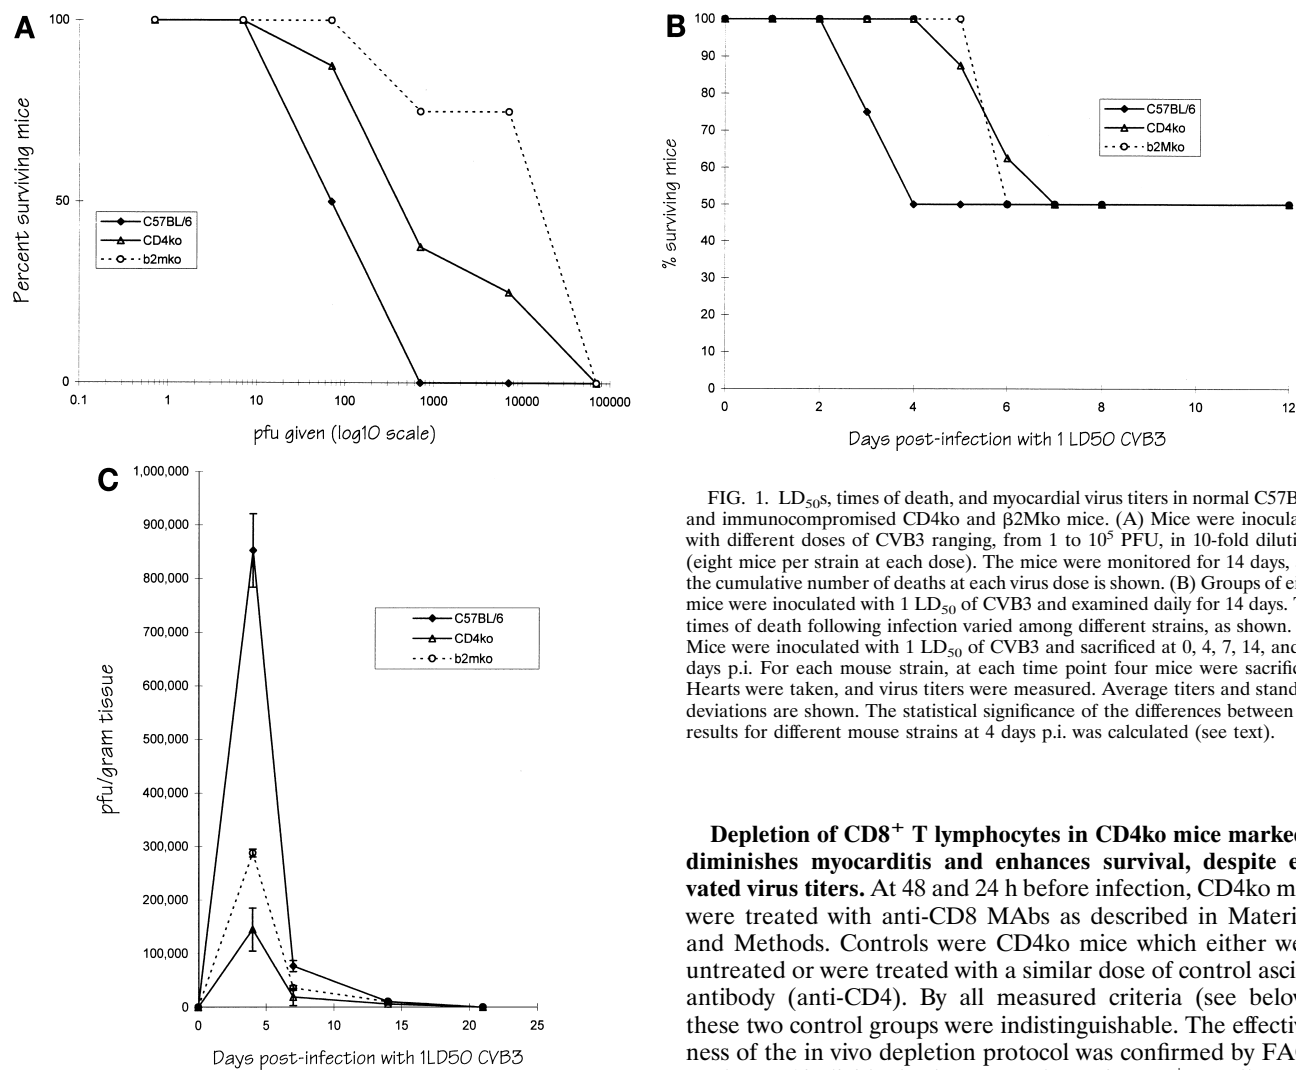 A
100
50
0
Percent surviving mice
C57BL/6
CD4ko
b2mko
0.1
1
10
100
1000
10000
100000
pfu given (log10 scale)
B
100
90
80
70
60
50
40
30
20
10
0
% surviving mice
C57BL/6
CD4ko
b2Mko
0
2
4
6
8
10
12
Days post-infection with 1 LD50 CVB3
C
1,000,000
900,000
800,000
700,000
600,000
500,000
400,000
300,000
200,000
100,000
0
pfu/gram tissue
C57BL/6
CD4ko
b2mko
0
5
10
15
20
25
Days post-infection with 1LD50 CVB3
FIG. 1. LD50s, times of death, and myocardial virus titers in normal C57B
and immunocompromised CD4ko and β2Mko mice. (A) Mice were inocula
with different doses of CVB3 ranging, from 1 to 10⁵ PFU, in 10-fold diluti
(eight mice per strain at each dose). The mice were monitored for 14 days,
the cumulative number of deaths at each virus dose is shown. (B) Groups of ei
mice were inoculated with 1 LD50 of CVB3 and examined daily for 14 days. T
times of death following infection varied among different strains, as shown.
Mice were inoculated with 1 LD50 of CVB3 and sacrificed at 0, 4, 7, 14, and
days p.i. For each mouse strain, at each time point four mice were sacrific
Hearts were taken, and virus titers were measured. Average titers and stand
deviations are shown. The statistical significance of the differences between
results for different mouse strains at 4 days p.i. was calculated (see text).
Depletion of CD8⁺ T lymphocytes in CD4ko mice marked
diminishes myocarditis and enhances survival, despite e
vated virus titers. At 48 and 24 h before infection, CD4ko m
were treated with anti-CD8 MAbs as described in Materi
and Methods. Controls were CD4ko mice which either we
untreated or were treated with a similar dose of control asci
antibody (anti-CD4). By all measured criteria (see below
these two control groups were indistinguishable. The effectiv
ness of the in vivo depletion protocol was confirmed by FA